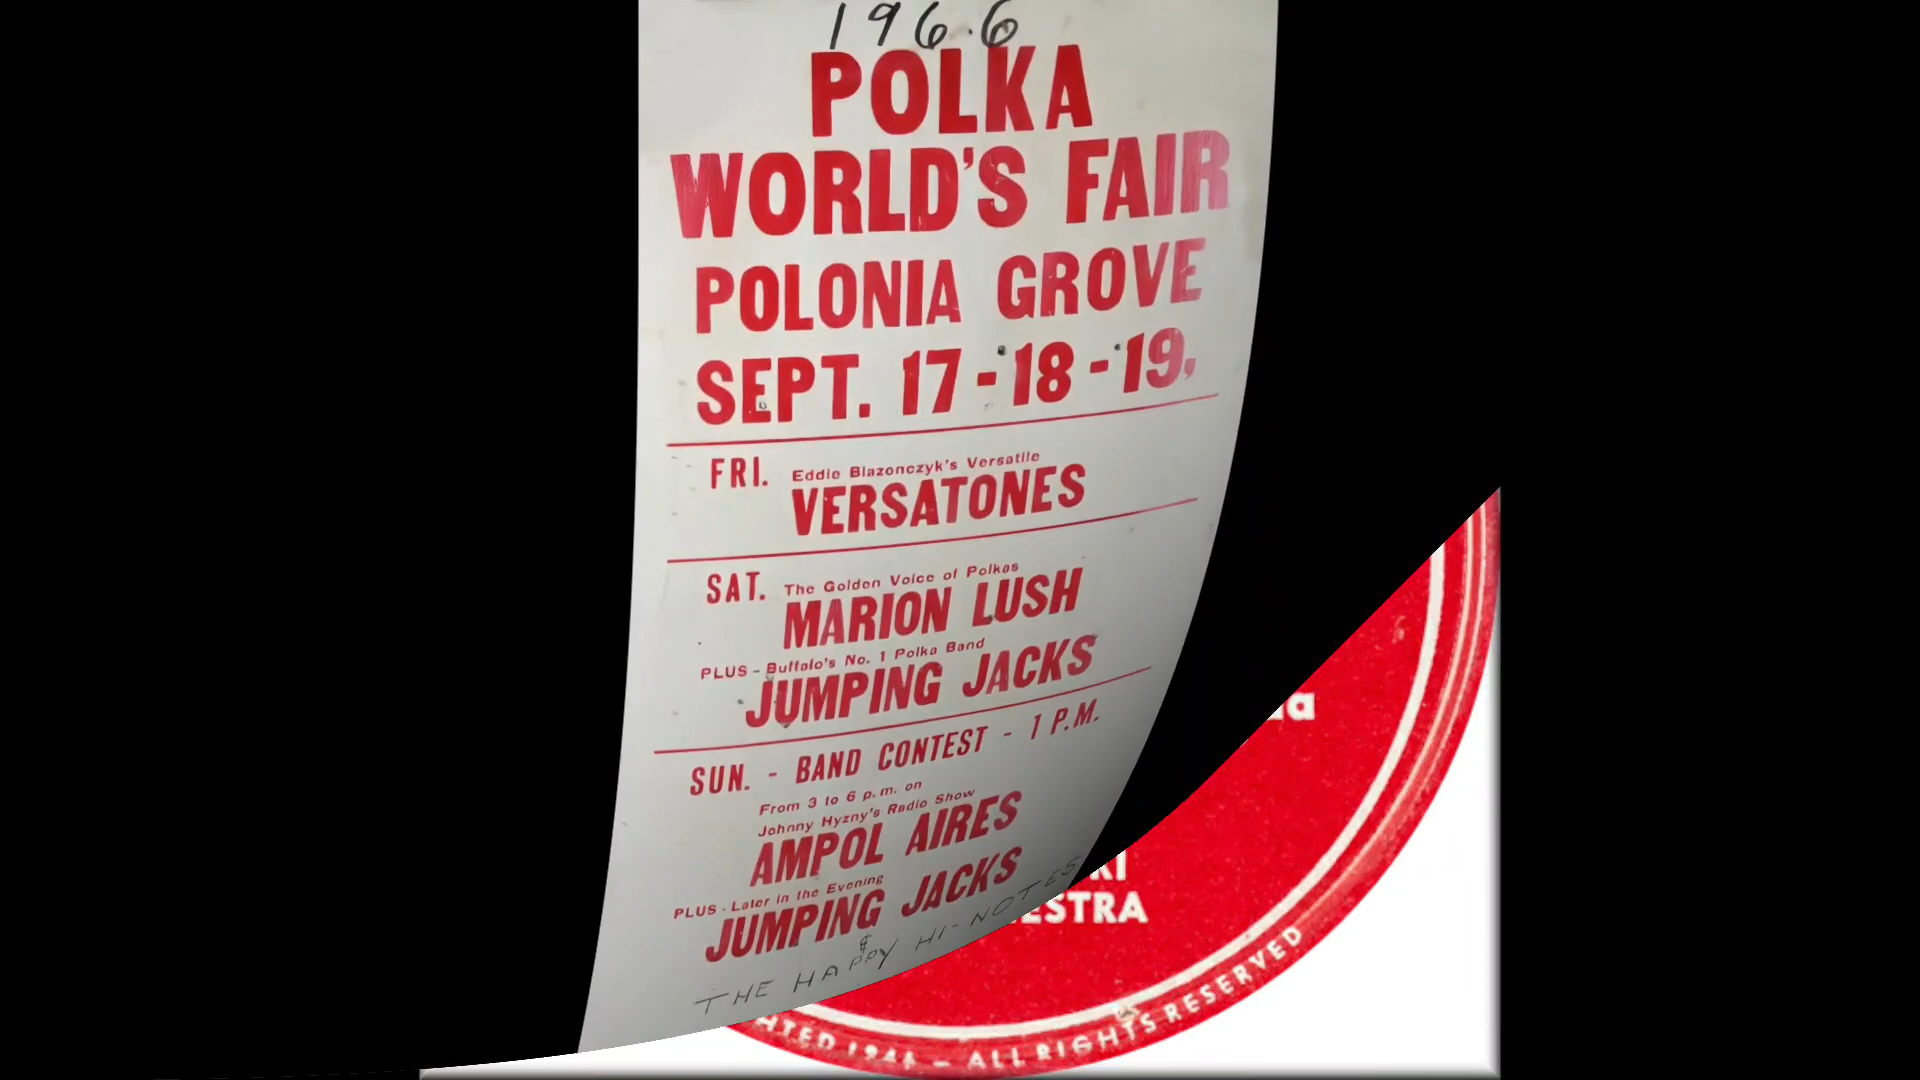 196.6
POLKA
WORLD'S FAIR
POLONIA GROVE
SEPT. 17-18-19,
FRI. Eddie Blazonczyk's Versatile
VERSATONES
SAT. The Golden Voice of Polkas
MARION LUSH
PLUS - Buffalo's No. 1 Polka Band
JUMPING JACKS
SUN. - BAND CONTEST - 1 P.M.
From 3 to 6 p.m. on
Johnny Hyzny's Radio Show
AMPOL AIRES
PLUS - Later in the Evening
JUMPING JACKS
&
THE HAPPY HI-NOTES
ESTRA
1946 - ALL RIGHTS RESERVED